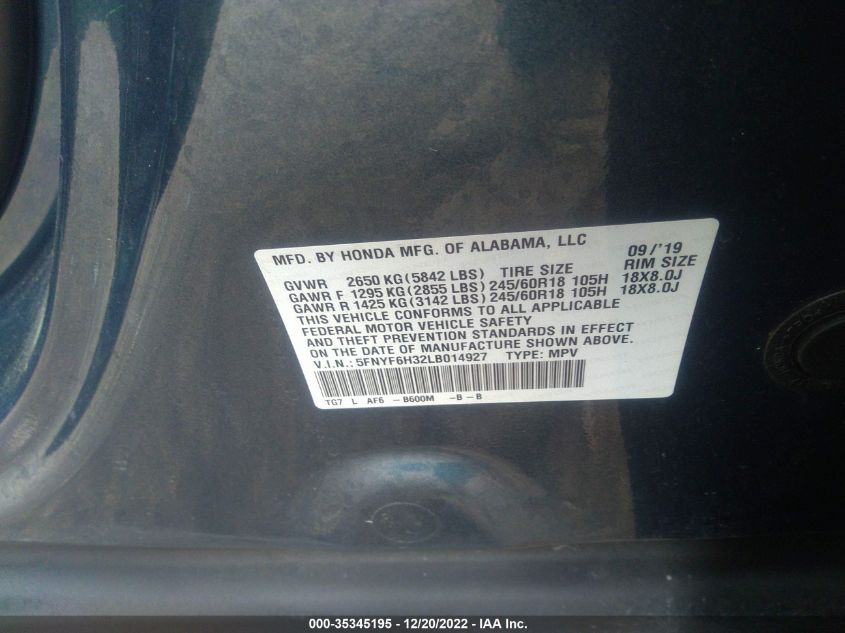 MFD. BY HONDA MFG. OF ALABAMA, LLC 09/'19
GVWR 2650 KG (5842 LBS) TIRE SIZE RIM SIZE
GAWR F 1295 KG (2855 LBS) 245/60R18 105H 18X8.0J
GAWR R 1425 KG (3142 LBS) 245/60R18 105H 18X8.0J
THIS VEHICLE CONFORMS TO ALL APPLICABLE
FEDERAL MOTOR VEHICLE SAFETY
AND THEFT PREVENTION STANDARDS IN EFFECT
ON THE DATE OF MANUFACTURE SHOWN ABOVE.
V.I.N.: 5FNYF6H32LB014927 TYPE: MPV
TG7 L AF6 -B600M -B -B
000-35345195 - 12/20/2022 - IAA Inc.